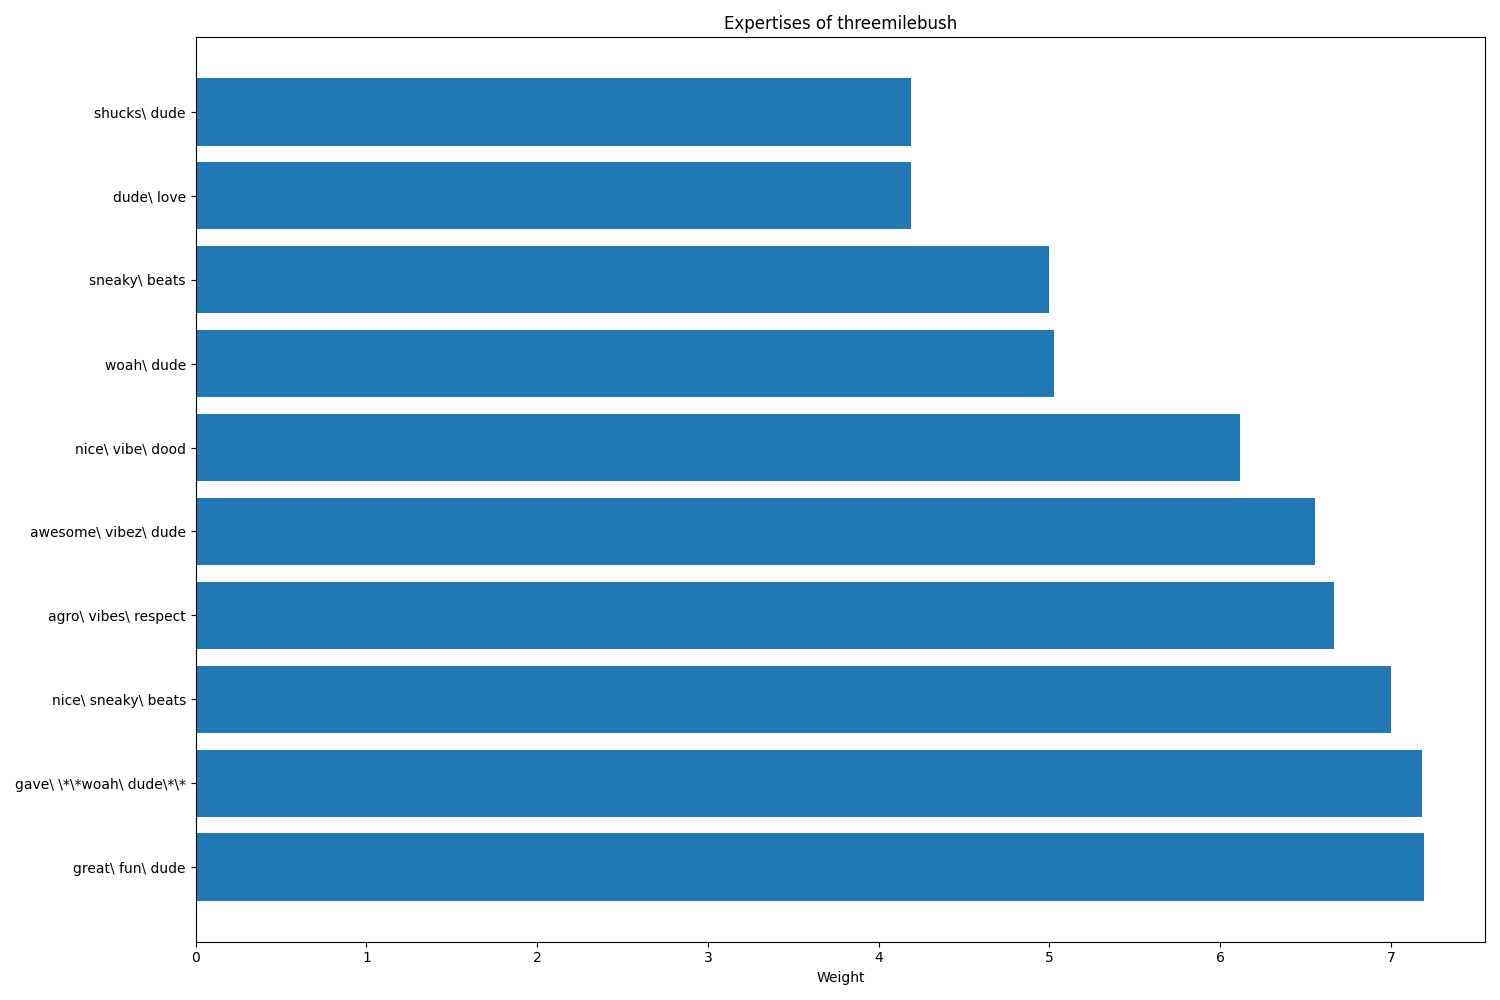 Expertises of threemilebush
shucks\ dude
dude\ love
sneaky\ beats
woah\ dude
nice\ vibe\ dood
awesome\ vibez\ dude
agro\ vibes\ respect
nice\ sneaky\ beats
gave\ \*\*woah\ dude\*\*
great\ fun\ dude
0 1 2 3 4 5 6 7
Weight